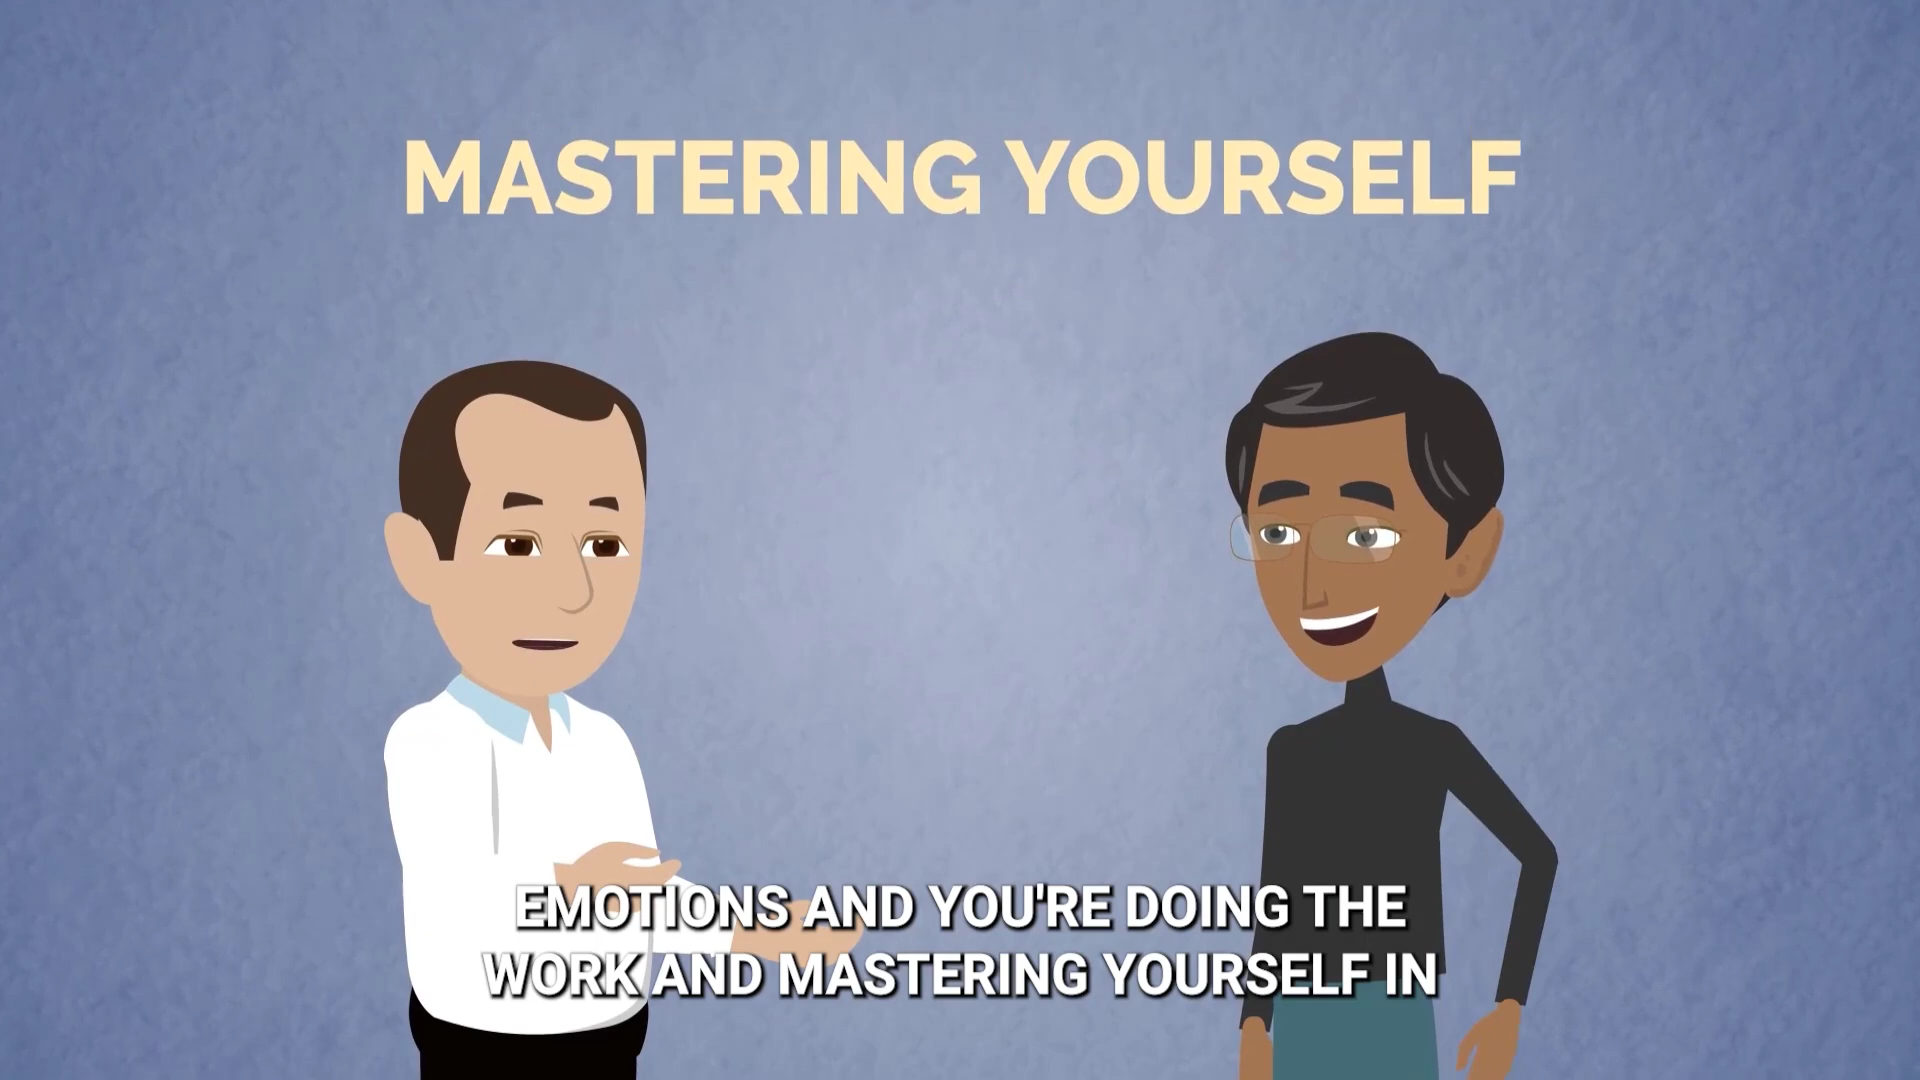 MASTERING YOURSELF
EMOTIONS AND YOU'RE DOING THE
WORK AND MASTERING YOURSELF IN